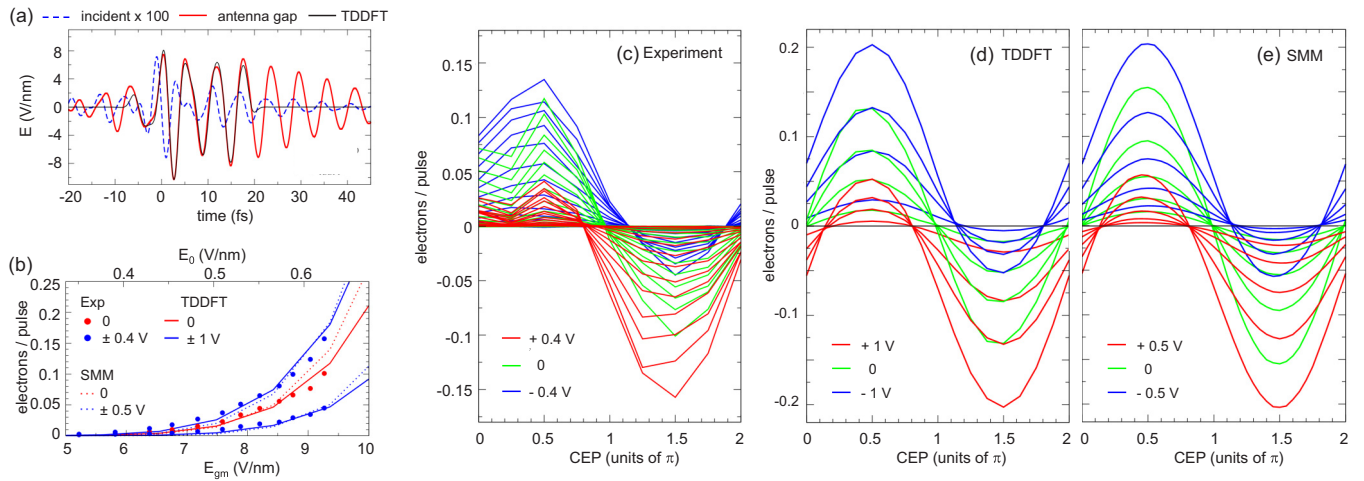 (a)
incident x 100
antenna gap
TDDFT
E (V/nm)
8
4
0
-4
-8
-20 -10 0 10 20 30 40
time (fs)
E0 (V/nm)
0.4 0.5 0.6
(b)
electrons / pulse
0.25
0.20
0.15
0.10
0.05
0
Exp TDDFT
0 0
± 0.4 V ± 1 V
SMM
0
± 0.5 V
5 6 7 8 9 10
Egm (V/nm)
(c) Experiment
electrons / pulse
0.15
0.1
0.05
0
-0.05
-0.1
-0.15
+ 0.4 V
0
- 0.4 V
0 0.5 1 1.5 2
CEP (units of π)
(d) TDDFT
electrons / pulse
0.2
0.1
0
-0.1
-0.2
+ 1 V
0
- 1 V
0 0.5 1 1.5 2
CEP (units of π)
(e) SMM
+ 0.5 V
0
- 0.5 V
0 0.5 1 1.5 2
CEP (units of π)